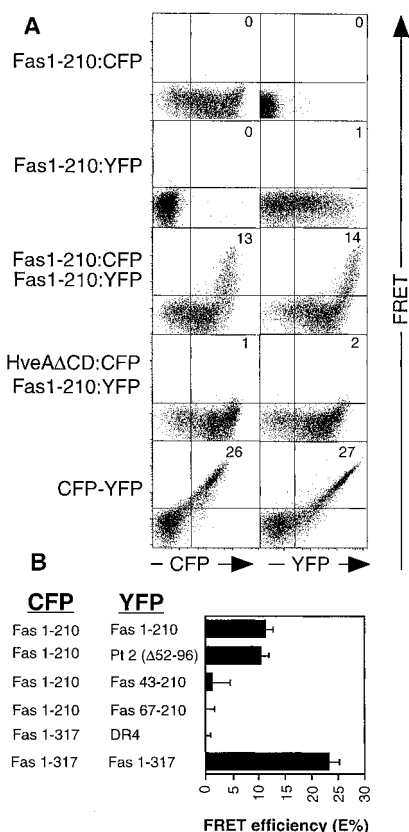 A
Fas1-210:CFP
0
0
Fas1-210:YFP
0
1
Fas1-210:CFP
Fas1-210:YFP
13
14
HveAΔCD:CFP
Fas1-210:YFP
1
2
CFP-YFP
26
27
FRET
CFP
YFP
B
CFP YFP
Fas 1-210 Fas 1-210
Fas 1-210 Pt 2 (Δ52-96)
Fas 1-210 Fas 43-210
Fas 1-210 Fas 67-210
Fas 1-317 DR4
Fas 1-317 Fas 1-317
0 5 10 15 20 25 30
FRET efficiency (E%)